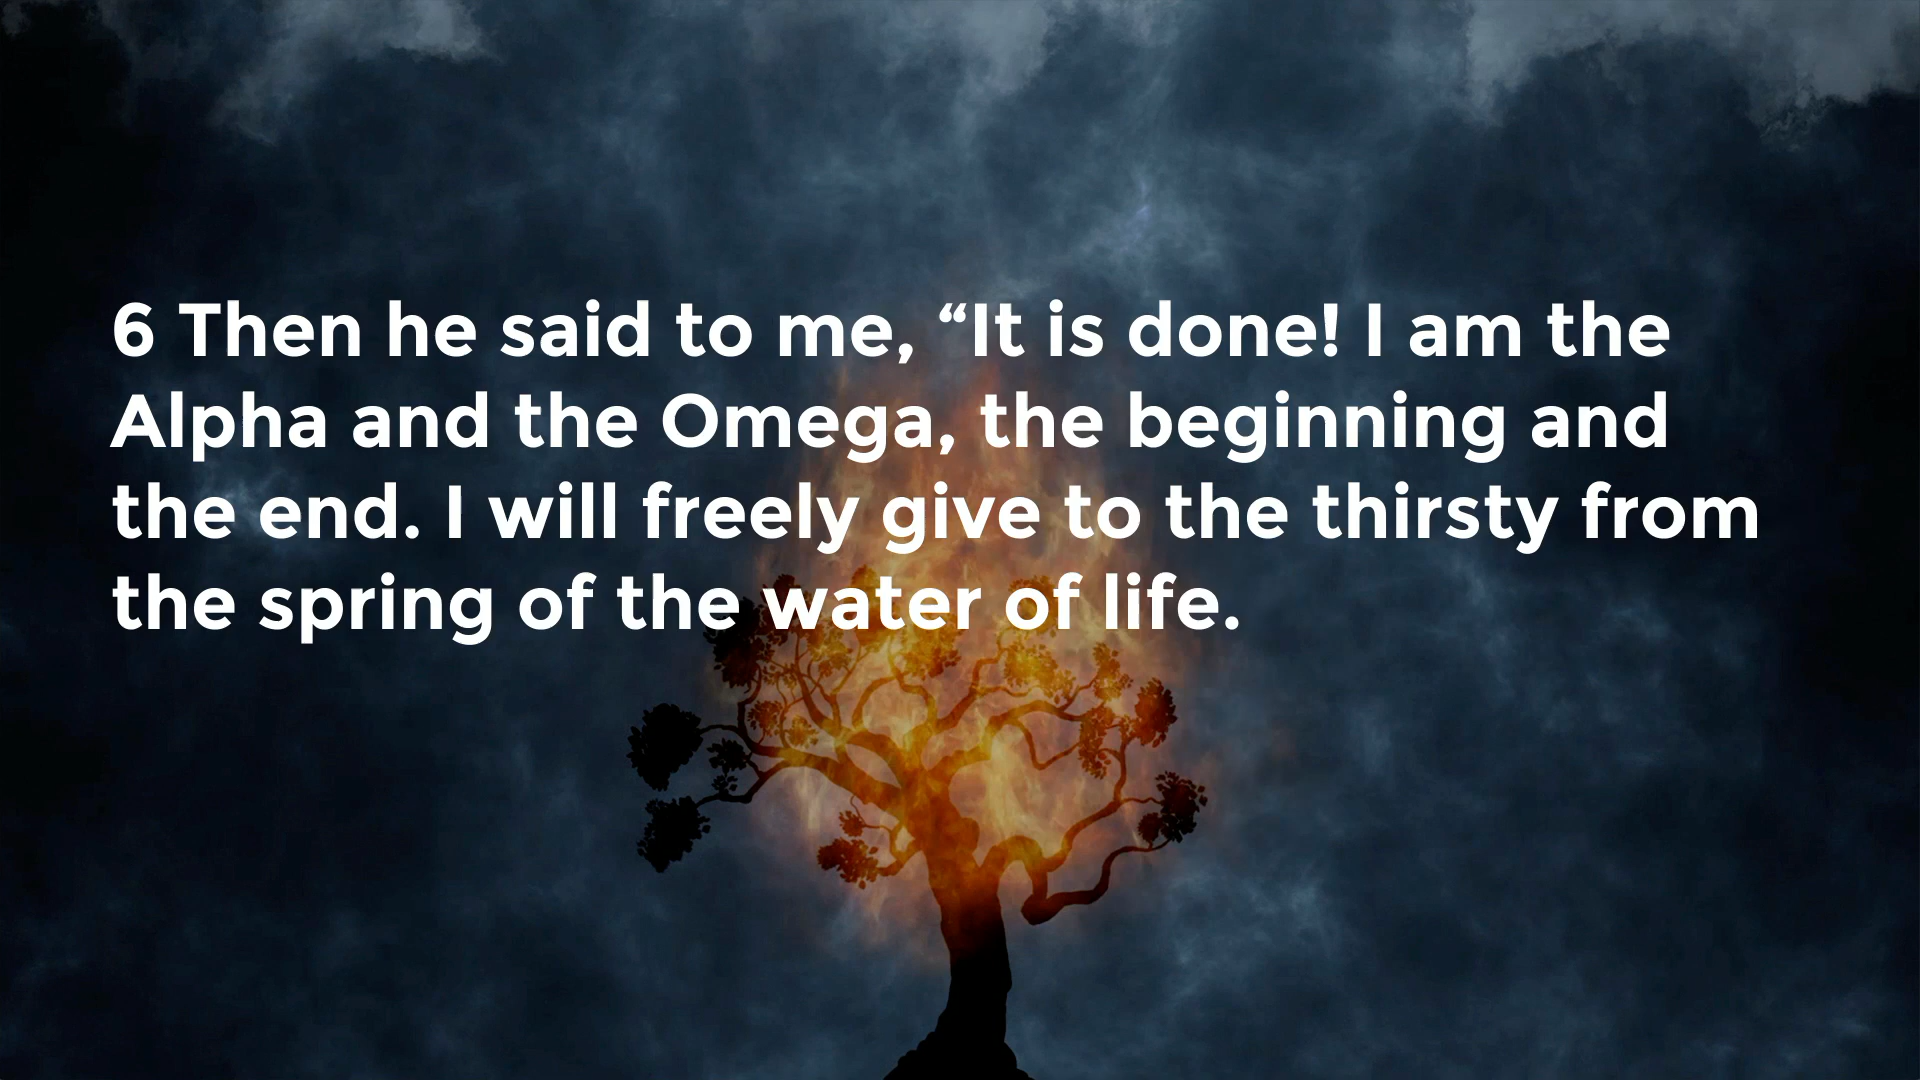 6 Then he said to me, “It is done! I am the
Alpha and the Omega, the beginning and
the end. I will freely give to the thirsty from
the spring of the water of life.